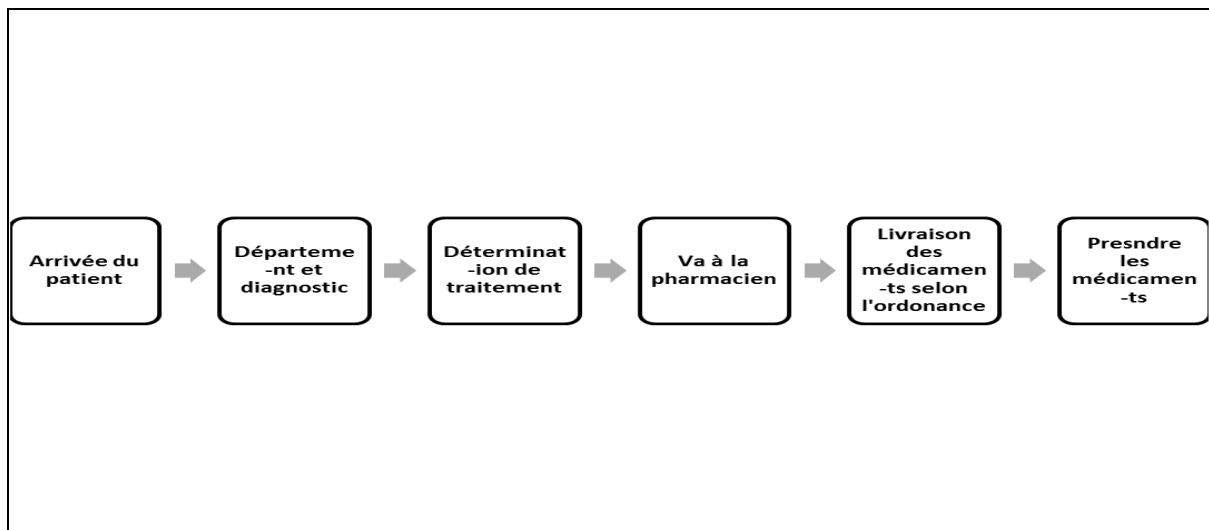 Arrivée du
patient
Départeme
-nt et
diagnostic
Déterminat
-ion de
traitement
Va à la
pharmacien
Livraison
des
médicamen
-ts selon
l'ordonance
Presndre
les
médicamen
-ts